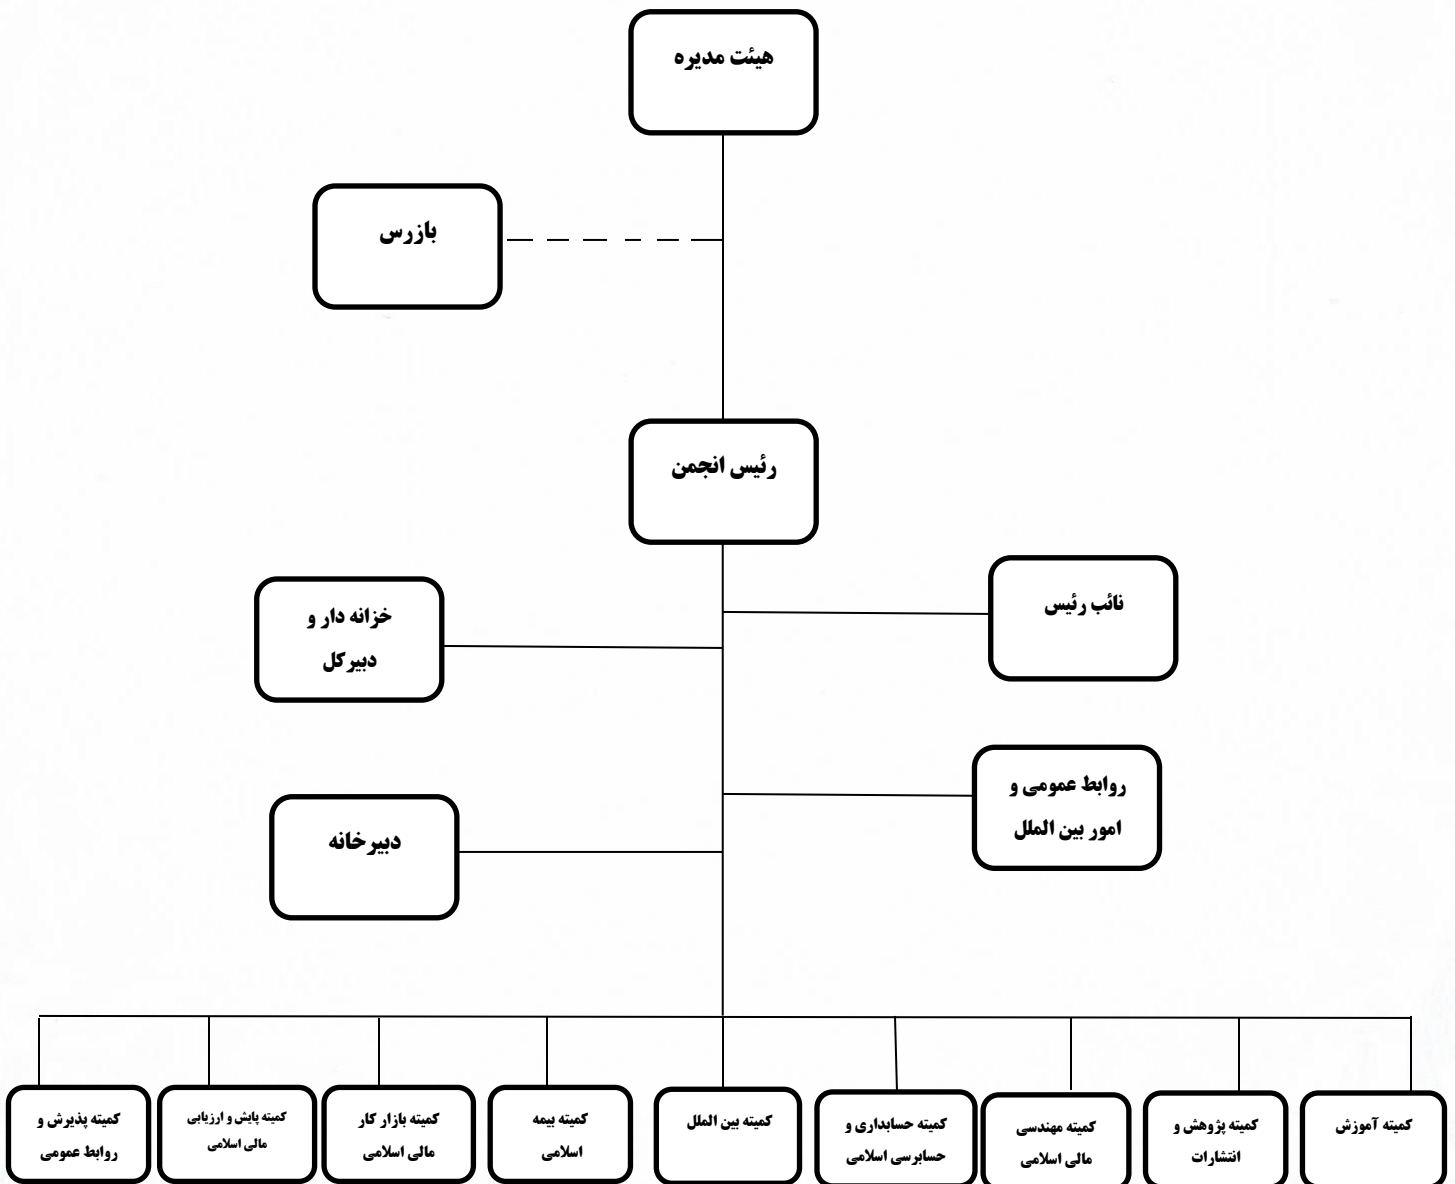 هیئت مدیره
بازرس
رئیس انجمن
نائب رئیس
خزانه دار و
دبیرکل
روابط عمومی و
امور بین الملل
دبیرخانه
کمیته آموزش
کمیته پژوهش و
انتشارات
کمیته مهندسی
مالی اسلامی
کمیته حسابداری و
حسابرسی اسلامی
کمیته بین الملل
کمیته بیمه
اسلامی
کمیته بازار کار
مالی اسلامی
کمیته پایش و ارزیابی
مالی اسلامی
کمیته پذیرش و
روابط عمومی